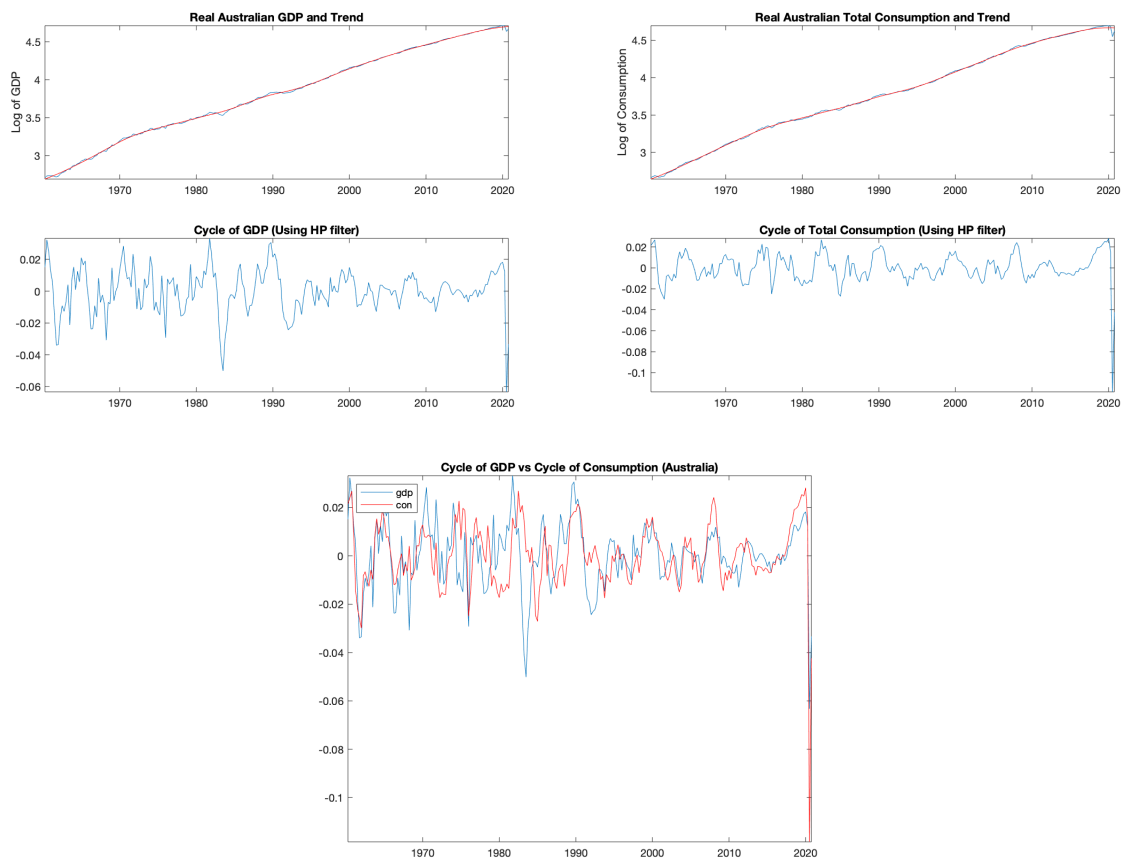 Real Australian GDP and Trend
Log of GDP
4.5
4
3.5
3
1970 1980 1990 2000 2010 2020
Real Australian Total Consumption and Trend
Log of Consumption
4.5
4
3.5
3
1970 1980 1990 2000 2010 2020
Cycle of GDP (Using HP filter)
0.02
0
-0.02
-0.04
-0.06
1970 1980 1990 2000 2010 2020
Cycle of Total Consumption (Using HP filter)
0.02
0
-0.02
-0.04
-0.06
-0.08
-0.1
1970 1980 1990 2000 2010 2020
Cycle of GDP vs Cycle of Consumption (Australia)
gdp
con
0.02
0
-0.02
-0.04
-0.06
-0.08
-0.1
1970 1980 1990 2000 2010 2020